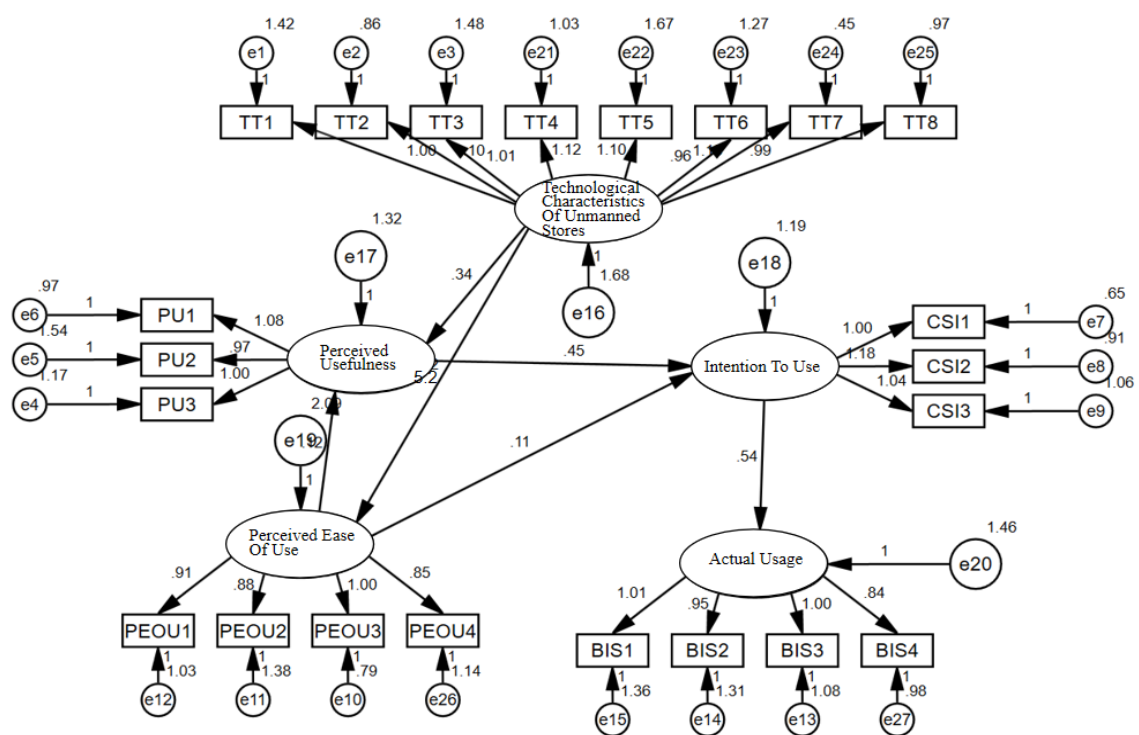 1.42 .86 1.48 1.03 1.67 1.27 .45 .97
e1 e2 e3 e21 e22 e23 e24 e25
1 1 1 1 1 1 1 1
TT1 TT2 TT3 TT4 TT5 TT6 TT7 TT8
1.00 .10 1.01 1.12 1.10 .96 1.1 .99
Technological
Characteristics
Of Unmanned
Stores
1
1.68
e16
1.32
e17
1
.34
1.19
e18
1
.97
e6 1 PU1 1.08
1.54
e5 1 PU2 .97
1.17
e4 1 PU3 1.00
Perceived
Usefulness
.45
5.2
Intention To Use
1.00 CSI1 1 e7 .65
1.18 CSI2 1 e8 .91
1.04 CSI3 1 e9 1.06
2.09
e19
1
.11
.54
Perceived Ease
Of Use
.91 .88 1.00 .85
PEOU1 PEOU2 PEOU3 PEOU4
1 1 1 1
1.03 1.38 .79 1.14
e12 e11 e10 e26
Actual Usage
1
1.46
e20
1.01 .95 1.00 .84
BIS1 BIS2 BIS3 BIS4
1 1 1 1
1.36 1.31 1.08 .98
e15 e14 e13 e27